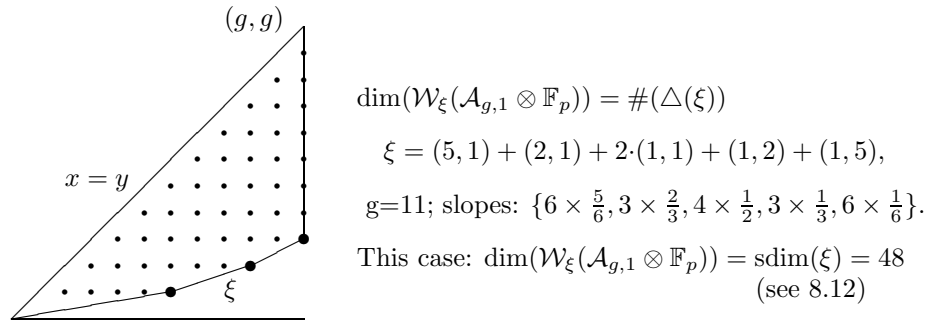 (g, g)
dim(𝒲_ξ(𝒜_{g,1} ⊗ 𝔽_p)) = #(△(ξ))
ξ = (5, 1) + (2, 1) + 2·(1, 1) + (1, 2) + (1, 5),
x = y
g=11; slopes: {6 × 5/6, 3 × 2/3, 4 × 1/2, 3 × 1/3, 6 × 1/6}.
This case: dim(𝒲_ξ(𝒜_{g,1} ⊗ 𝔽_p)) = sdim(ξ) = 48
ξ
(see 8.12)